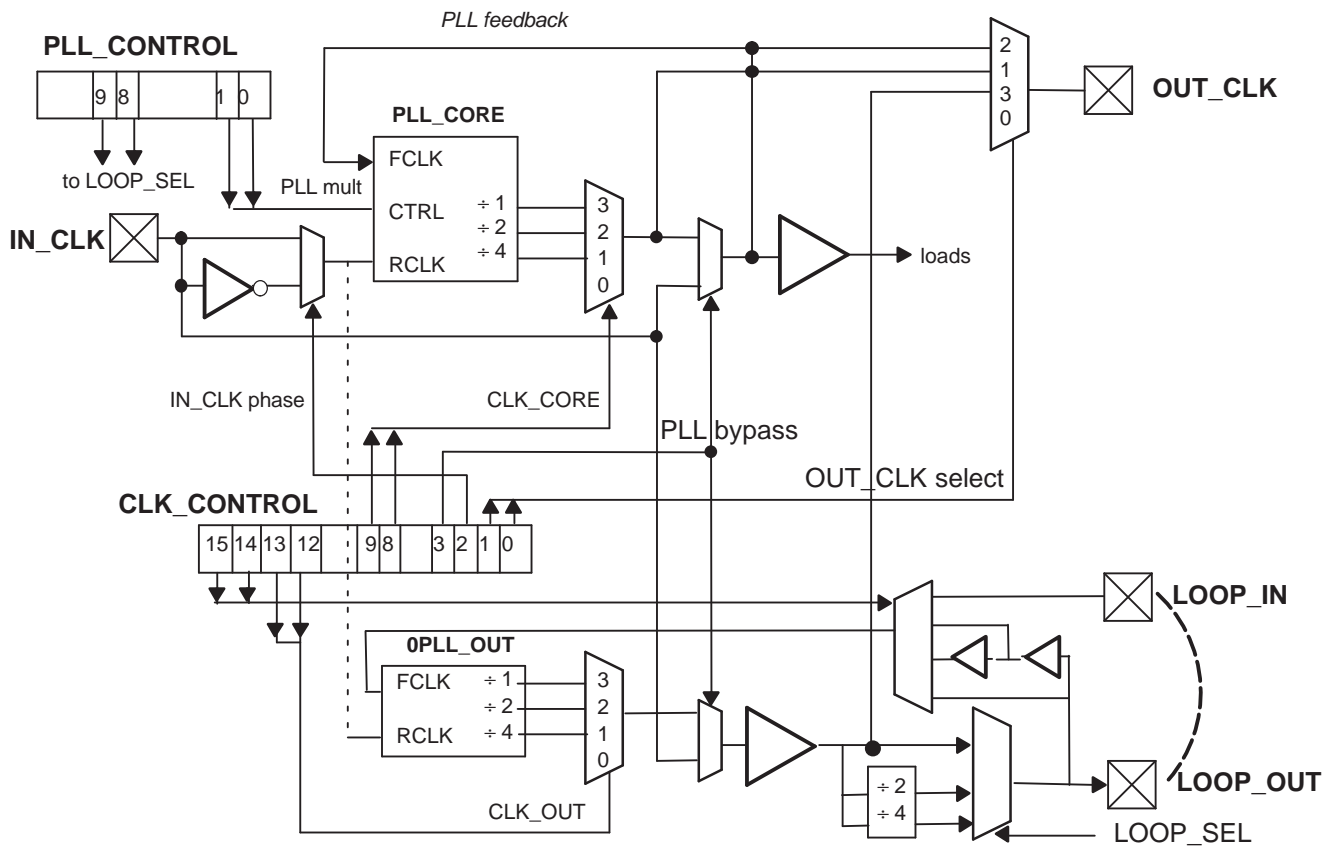 PLL feedback
PLL_CONTROL
9 8 1 0
to LOOP_SEL
PLL mult
PLL_CORE
FCLK
CTRL
RCLK
÷ 1
÷ 2
÷ 4
3
2
1
0
2
1
3
0
OUT_CLK
IN_CLK
loads
IN_CLK phase
CLK_CORE
PLL bypass
OUT_CLK select
CLK_CONTROL
15 14 13 12 9 8 3 2 1 0
LOOP_IN
0PLL_OUT
FCLK
RCLK
÷ 1
÷ 2
÷ 4
3
2
1
0
CLK_OUT
÷ 2
÷ 4
LOOP_OUT
LOOP_SEL